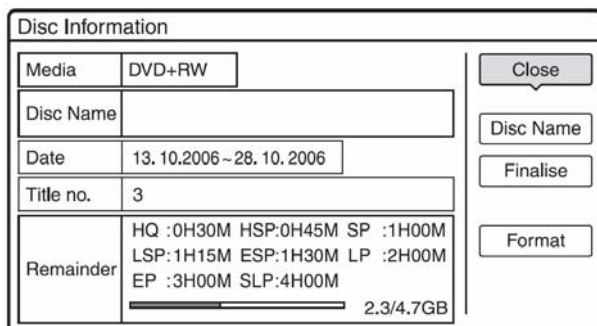 Disc Information
Media DVD+RW
Disc Name
Date 13. 10.2006 ~ 28. 10. 2006
Title no. 3
Remainder
HQ :0H30M HSP:0H45M SP :1H00M
LSP:1H15M ESP:1H30M LP :2H00M
EP :3H00M SLP:4H00M
2.3/4.7GB
Close
Disc Name
Finalise
Format